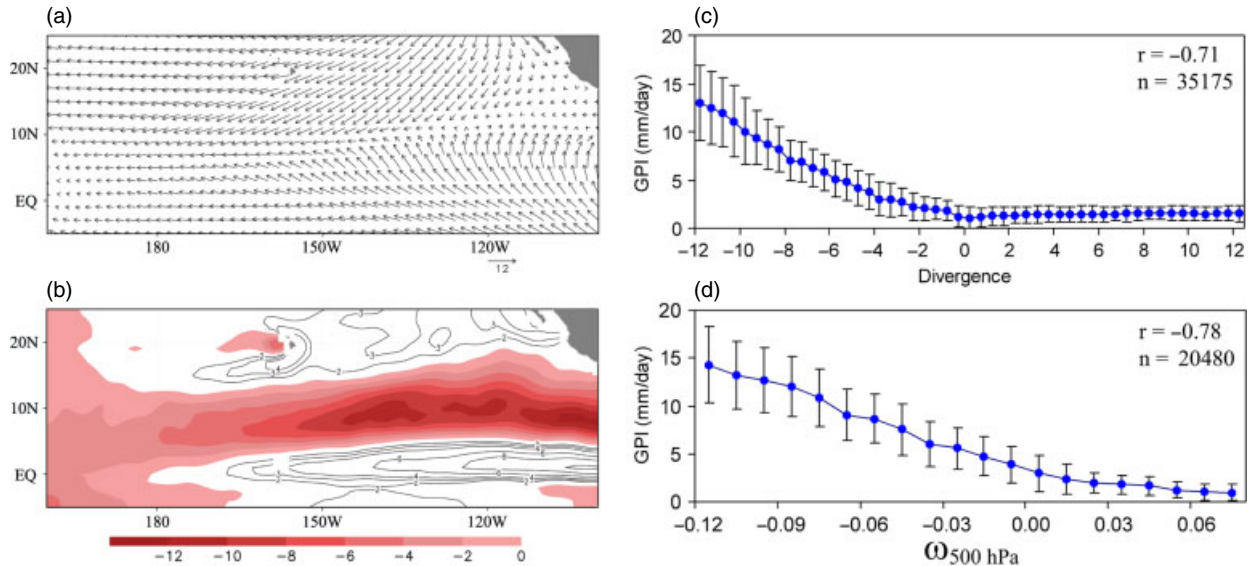 (a)
20N
10N
EQ
180 150W 120W
12
(b)
20N
10N
EQ
180 150W 120W
−12 −10 −8 −6 −4 −2 0
(c)
GPI (mm/day)
20
15
10
5
0
r = −0.71
n = 35175
−12 −10 −8 −6 −4 −2 0 2 4 6 8 10 12
Divergence
(d)
GPI (mm/day)
20
15
10
5
0
r = −0.78
n = 20480
−0.12 −0.09 −0.06 −0.03 0.00 0.03 0.06
ω500 hPa